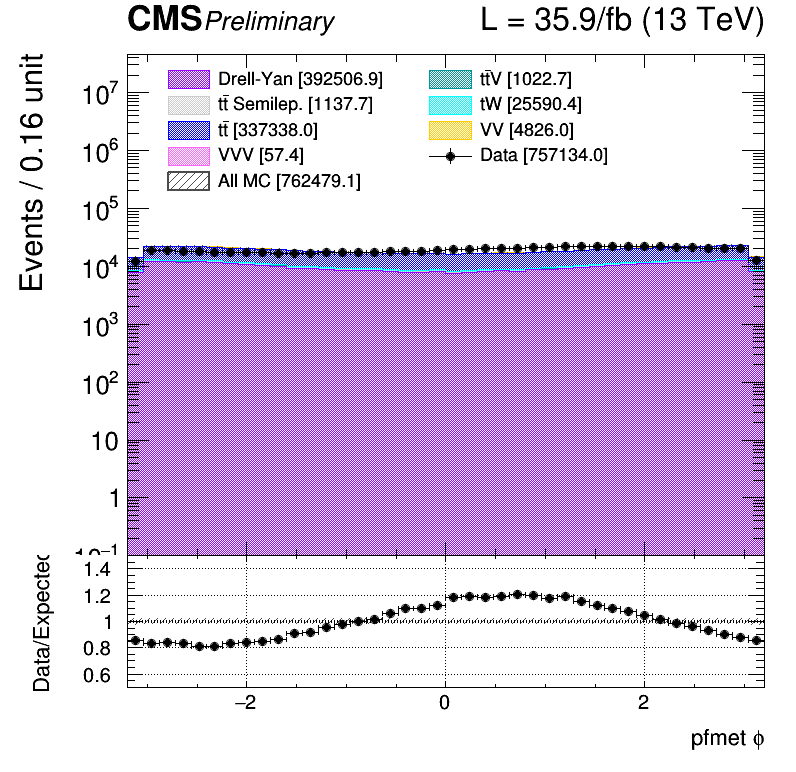 CMS Preliminary L = 35.9/fb (13 TeV)
Events / 0.16 unit
Drell-Yan [392506.9]
tt̄ Semilep. [1137.7]
tt̄ [337338.0]
VVV [57.4]
All MC [762479.1]
tt̄V [1022.7]
tW [25590.4]
VV [4826.0]
Data [757134.0]
10⁷
10⁶
10⁵
10⁴
10³
10²
10
1
10⁻¹
Data/Expected
1.4
1.2
1
0.8
0.6
−2 0 2
pfmet ϕ